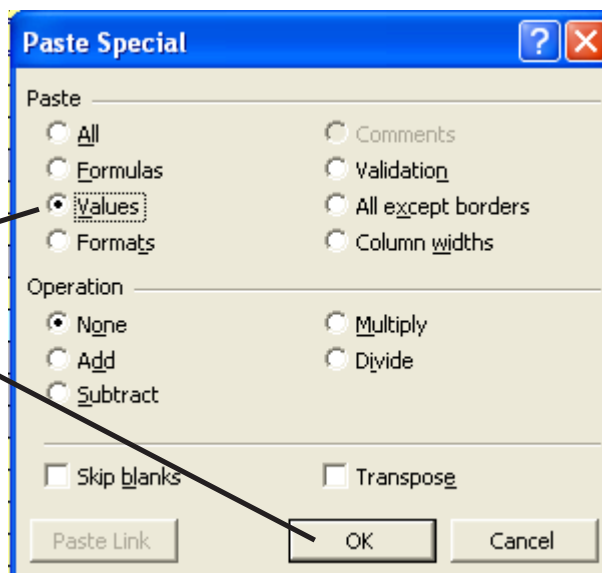 Paste Special
Paste
All
Comments
Formulas
Validation
Values
All except borders
Formats
Column widths
Operation
None
Multiply
Add
Divide
Subtract
Skip blanks
Transpose
Paste Link
OK
Cancel